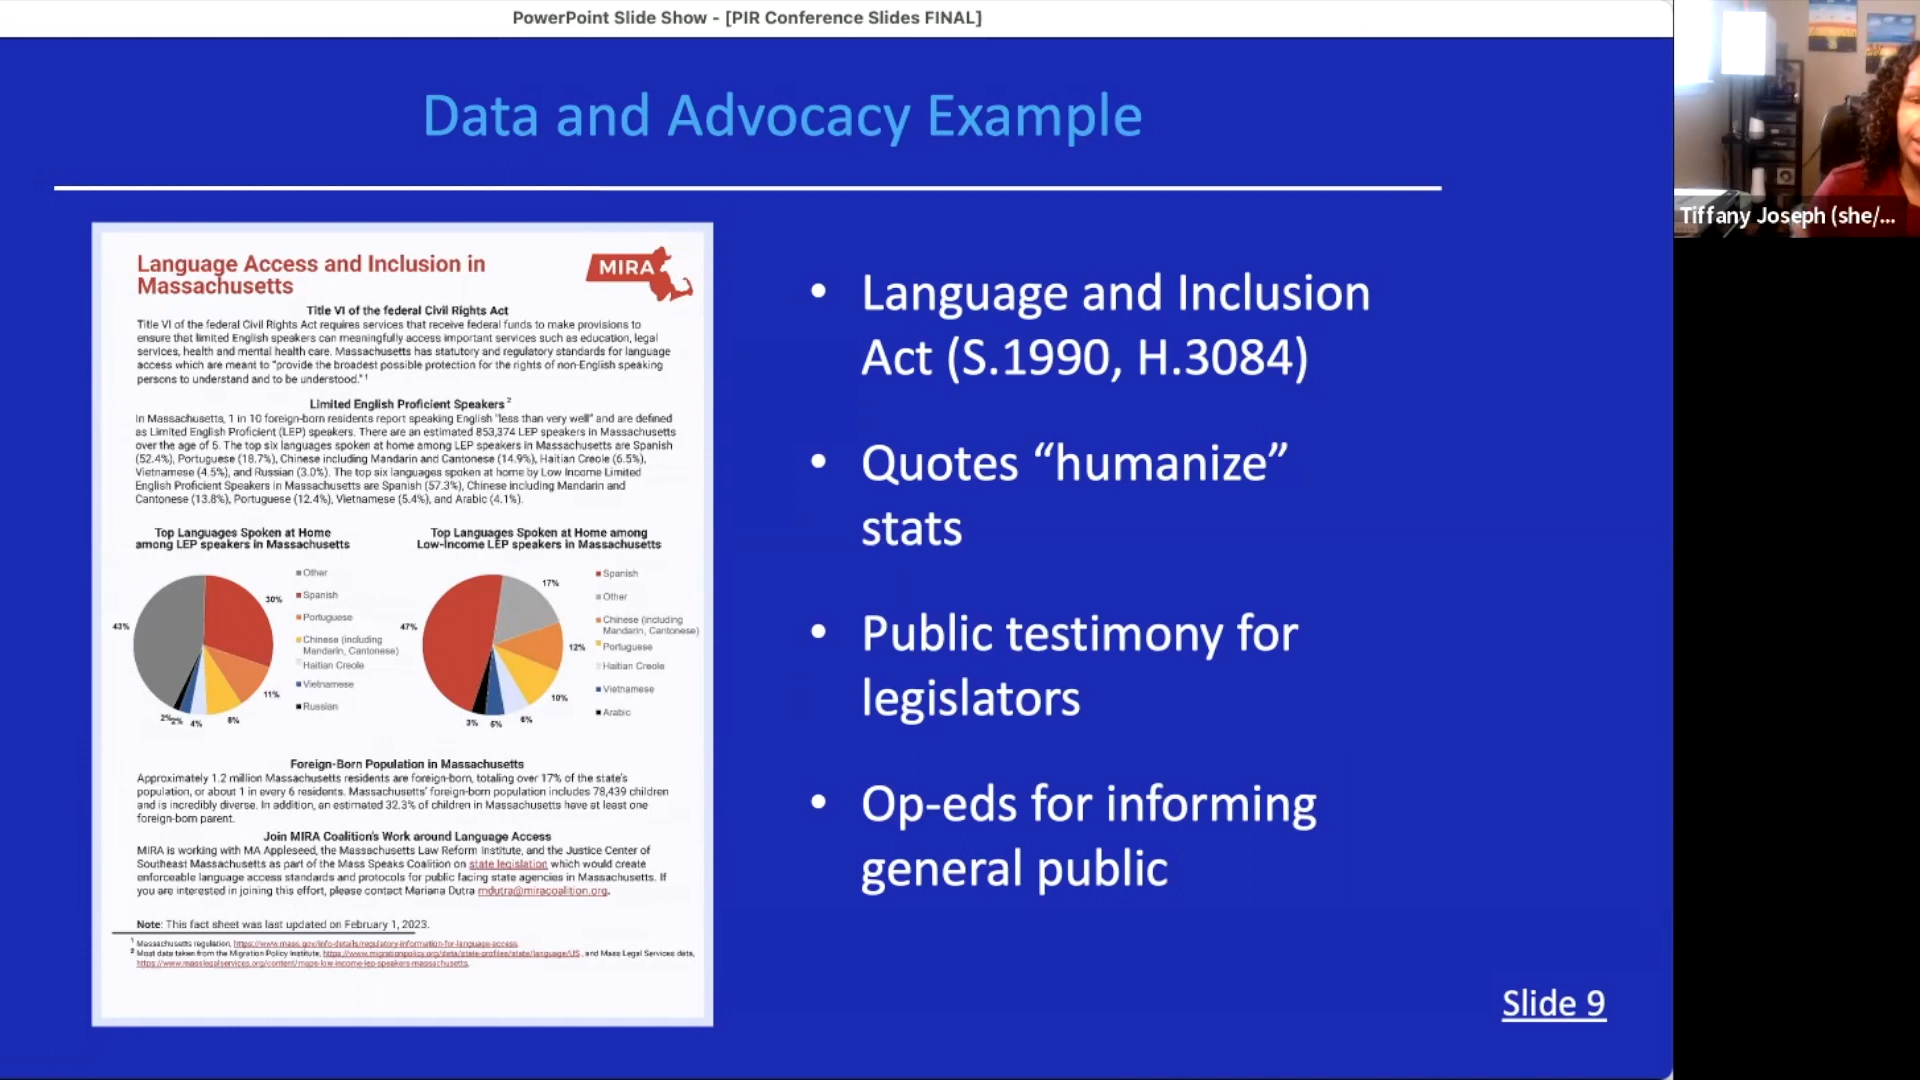 PowerPoint Slide Show - [PIR Conference Slides FINAL]
Data and Advocacy Example
Language Access and Inclusion in
Massachusetts
MIRA
Title VI of the federal Civil Rights Act
Title VI of the federal Civil Rights Act requires services that receive federal funds to make provisions to
ensure that limited English speakers can meaningfully access important services such as education, legal
services, health and mental health care. Massachusetts has statutory and regulatory standards for language
access which are meant to "provide the broadest possible protection for the rights of non-English speaking
persons to understand and to be understood." 1
Limited English Proficient Speakers 2
In Massachusetts, 1 in 10 foreign-born residents report speaking English "less than very well" and are defined
as Limited English Proficient (LEP) speakers. There are an estimated 853,374 LEP speakers in Massachusetts
over the age of 5. The top six languages spoken at home among LEP speakers in Massachusetts are Spanish
(52.4%), Portuguese (18.7%), Chinese including Mandarin and Cantonese (14.9%), Haitian Creole (6.5%),
Vietnamese (4.5%), and Russian (3.0%). The top six languages spoken at home by Low Income Limited
English Proficient Speakers in Massachusetts are Spanish (57.3%), Chinese including Mandarin and
Cantonese (13.8%), Portuguese (12.4%), Vietnamese (5.4%), and Arabic (4.1%).
Top Languages Spoken at Home
among LEP speakers in Massachusetts
43%
30%
11%
8%
4%
2%
Other
Spanish
Portuguese
Chinese (including
Mandarin, Cantonese)
Haitian Creole
Vietnamese
Russian
Top Languages Spoken at Home among
Low-Income LEP speakers in Massachusetts
47%
17%
12%
10%
6%
5%
3%
Spanish
Other
Chinese (including
Mandarin, Cantonese)
Portuguese
Haitian Creole
Vietnamese
Arabic
Foreign-Born Population in Massachusetts
Approximately 1.2 million Massachusetts residents are foreign-born, totaling over 17% of the state's
population, or about 1 in every 6 residents. Massachusetts' foreign-born population includes 78,439 children
and is incredibly diverse. In addition, an estimated 32.3% of children in Massachusetts have at least one
foreign-born parent.
Join MIRA Coalition's Work around Language Access
MIRA is working with MA Appleseed, the Massachusetts Law Reform Institute, and the Justice Center of
Southeast Massachusetts as part of the Mass Speaks Coalition on state legislation which would create
enforceable language access standards and protocols for public facing state agencies in Massachusetts. If
you are interested in joining this effort, please contact Mariana Dutra mdutra@miracoalition.org.
Note: This fact sheet was last updated on February 1, 2023.
1 Massachusetts regulation, https://www.mass.gov/info-details/regulatory-information-for-language-access
2 Most data taken from the Migration Policy Institute, https://www.migrationpolicy.org/data/state-profiles/state/language/US , and Mass Legal Services data,
https://www.masslegalservices.org/content/maps-low-income-lep-speakers-massachusetts.
• Language and Inclusion
Act (S.1990, H.3084)
• Quotes “humanize”
stats
• Public testimony for
legislators
• Op-eds for informing
general public
Slide 9
Tiffany Joseph (she/...